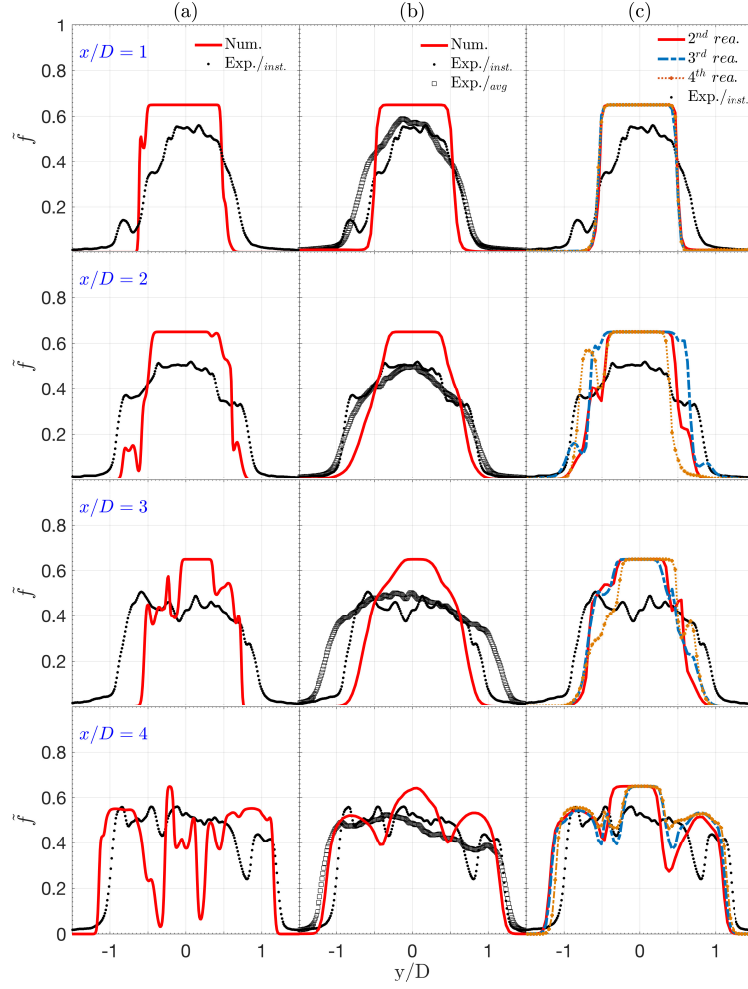 (a) (b) (c)
x/D = 1
Num.
Exp./inst.
Num.
Exp./inst.
Exp./avg
2nd rea.
3rd rea.
4th rea.
Exp./inst.
1
0.8
0.6
0.4
0.2
f̃
x/D = 2
0.8
0.6
0.4
0.2
f̃
x/D = 3
0.8
0.6
0.4
0.2
f̃
x/D = 4
0.8
0.6
0.4
0.2
0
f̃
-1 0 1 -1 0 1 -1 0 1
y/D